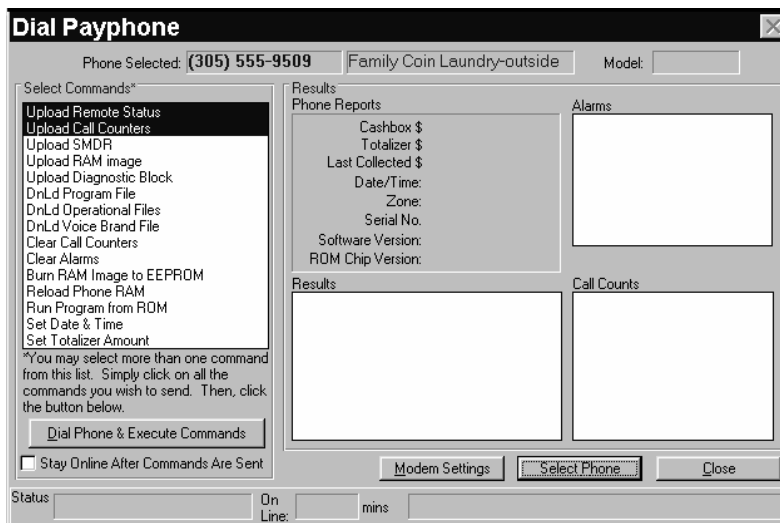 Dial Payphone
Phone Selected: (305) 555-9509 Family Coin Laundry-outside Model:
Select Commands*
Upload Remote Status
Upload Call Counters
Upload SMDR
Upload RAM image
Upload Diagnostic Block
DnLd Program File
DnLd Operational Files
DnLd Voice Brand File
Clear Call Counters
Clear Alarms
Burn RAM Image to EEPROM
Reload Phone RAM
Run Program from ROM
Set Date & Time
Set Totalizer Amount
*You may select more than one command
from this list. Simply click on all the
commands you wish to send. Then, click
the button below.
Dial Phone & Execute Commands
Stay Online After Commands Are Sent
Results
Phone Reports
Cashbox $
Totalizer $
Last Collected $
Date/Time:
Zone:
Serial No.
Software Version:
ROM Chip Version:
Alarms
Results
Call Counts
Modem Settings
Select Phone
Close
Status
On
Line:
mins